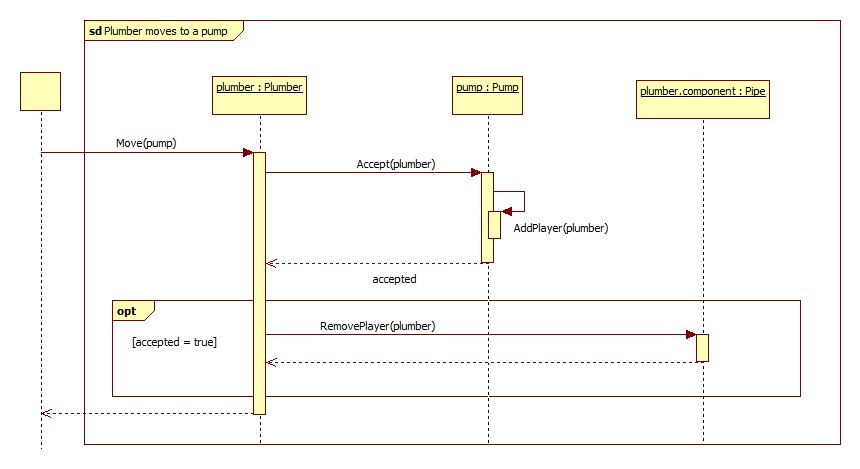 sd Plumber moves to a pump
plumber : Plumber
pump : Pump
plumber.component : Pipe
Move(pump)
Accept(plumber)
AddPlayer(plumber)
accepted
opt
RemovePlayer(plumber)
[accepted = true]